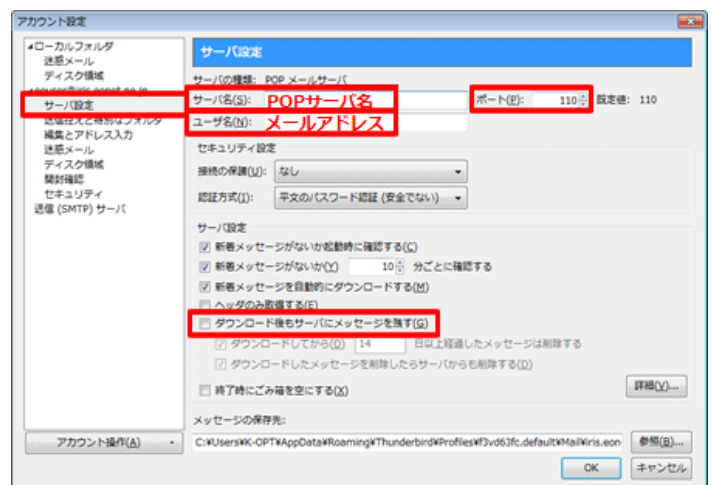 アカウント設定
ローカルフォルダ
迷惑メール
ディスク領域
サーバ設定
送信控えと特別なフォルダ
編集とアドレス入力
迷惑メール
ディスク領域
開封確認
セキュリティ
送信 (SMTP) サーバ
アカウント操作(A)
サーバ設定
サーバの種類: POP メールサーバ
サーバ名(S): POPサーバ名 ポート(P): 110 既定値: 110
ユーザ名(N): メールアドレス
セキュリティ設定
接続の保護(U): なし
認証方式(I): 平文のパスワード認証 (安全でない)
サーバ設定
新着メッセージがないか起動時に確認する(C)
新着メッセージがないか(Y) 10 分ごとに確認する
新着メッセージを自動的にダウンロードする(M)
ヘッダのみ取得する(E)
ダウンロード後もサーバにメッセージを残す(G)
ダウンロードしてから(O) 14 日以上経過したメッセージは削除する
ダウンロードしたメッセージを削除したらサーバからも削除する(D)
終了時にごみ箱を空にする(X)
詳細(V)...
メッセージの保存先:
C:¥Users¥K-OPT¥AppData¥Roaming¥Thunderbird¥Profiles¥f3vd63fc.default¥Mail¥iris.eon 参照(B)...
OK キャンセル